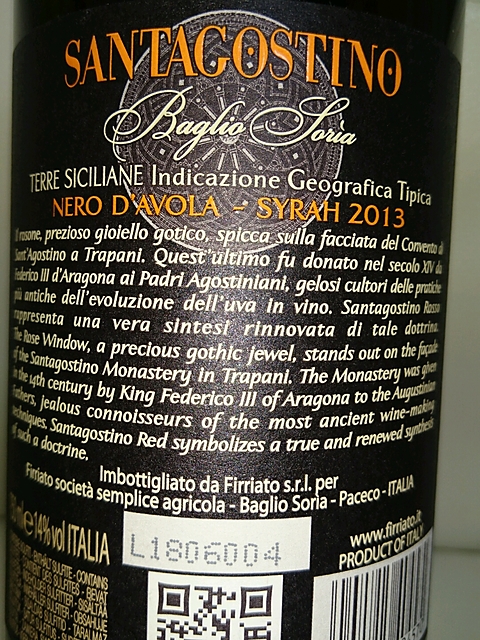 SANTAGOSTINO
Baglio Sorìa
TERRE SICILIANE Indicazione Geografica Tipica
NERO D'AVOLA - SYRAH 2013
Il rosone, prezioso gioiello gotico, spicca sulla facciata del Convento di
Sant'Agostino a Trapani. Quest'ultimo fu donato nel secolo XIV da
Federico III d'Aragona ai Padri Agostiniani, gelosi cultori delle pratiche
più antiche dell'evoluzione dell'uva in vino. Santagostino Rosso
rappresenta una vera sintesi rinnovata di tale dottrina.
The Rose Window, a precious gothic jewel, stands out on the façade
of the Santagostino Monastery in Trapani. The Monastery was given
in the 14th century by King Federico III of Aragona to the Augustinian
Fathers, jealous connoisseurs of the most ancient wine-making
techniques. Santagostino Red symbolizes a true and renewed synthesis
of such a doctrine.
Imbottigliato da Firriato s.r.l. per
Firriato società semplice agricola - Baglio Sorìa - Paceco - ITALIA
ml e 14% vol ITALIA
L1806004
www.firriato.it
PRODUCT OF ITALY
CONTAINS